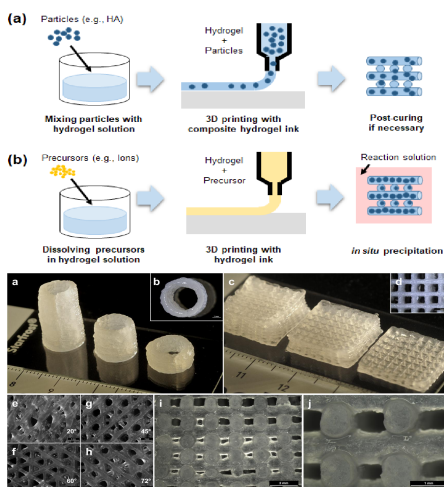 (a)
Particles (e.g., HA)
Hydrogel
+
Particles
Mixing particles with
hydrogel solution
3D printing with
composite hydrogel ink
Post-curing
if necessary
(b)
Precursors (e.g., Ions)
Hydrogel
+
Precursor
Reaction solution
Dissolving precursors
in hydrogel solution
3D printing with
hydrogel ink
in situ precipitation
a
b
c
d
11
12
e
20°
g
45°
f
60°
h
72°
i
j